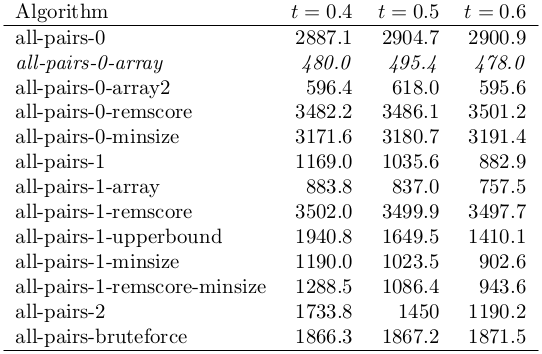 Algorithm t = 0.4 t = 0.5 t = 0.6
all-pairs-0 2887.1 2904.7 2900.9
all-pairs-0-array 480.0 495.4 478.0
all-pairs-0-array2 596.4 618.0 595.6
all-pairs-0-remscore 3482.2 3486.1 3501.2
all-pairs-0-minsize 3171.6 3180.7 3191.4
all-pairs-1 1169.0 1035.6 882.9
all-pairs-1-array 883.8 837.0 757.5
all-pairs-1-remscore 3502.0 3499.9 3497.7
all-pairs-1-upperbound 1940.8 1649.5 1410.1
all-pairs-1-minsize 1190.0 1023.5 902.6
all-pairs-1-remscore-minsize 1288.5 1086.4 943.6
all-pairs-2 1733.8 1450 1190.2
all-pairs-bruteforce 1866.3 1867.2 1871.5